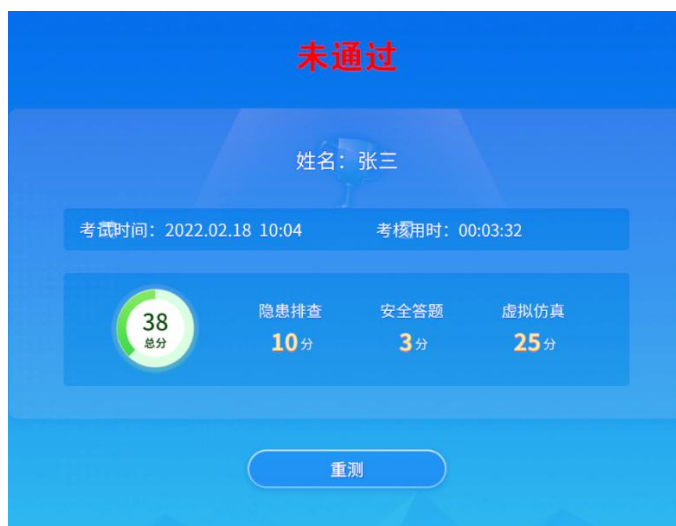 未通过
姓名：张三
考试时间：2022.02.18 10:04 考核用时：00:03:32
38
总分
隐患排查 安全答题 虚拟仿真
10分 3分 25分
重测